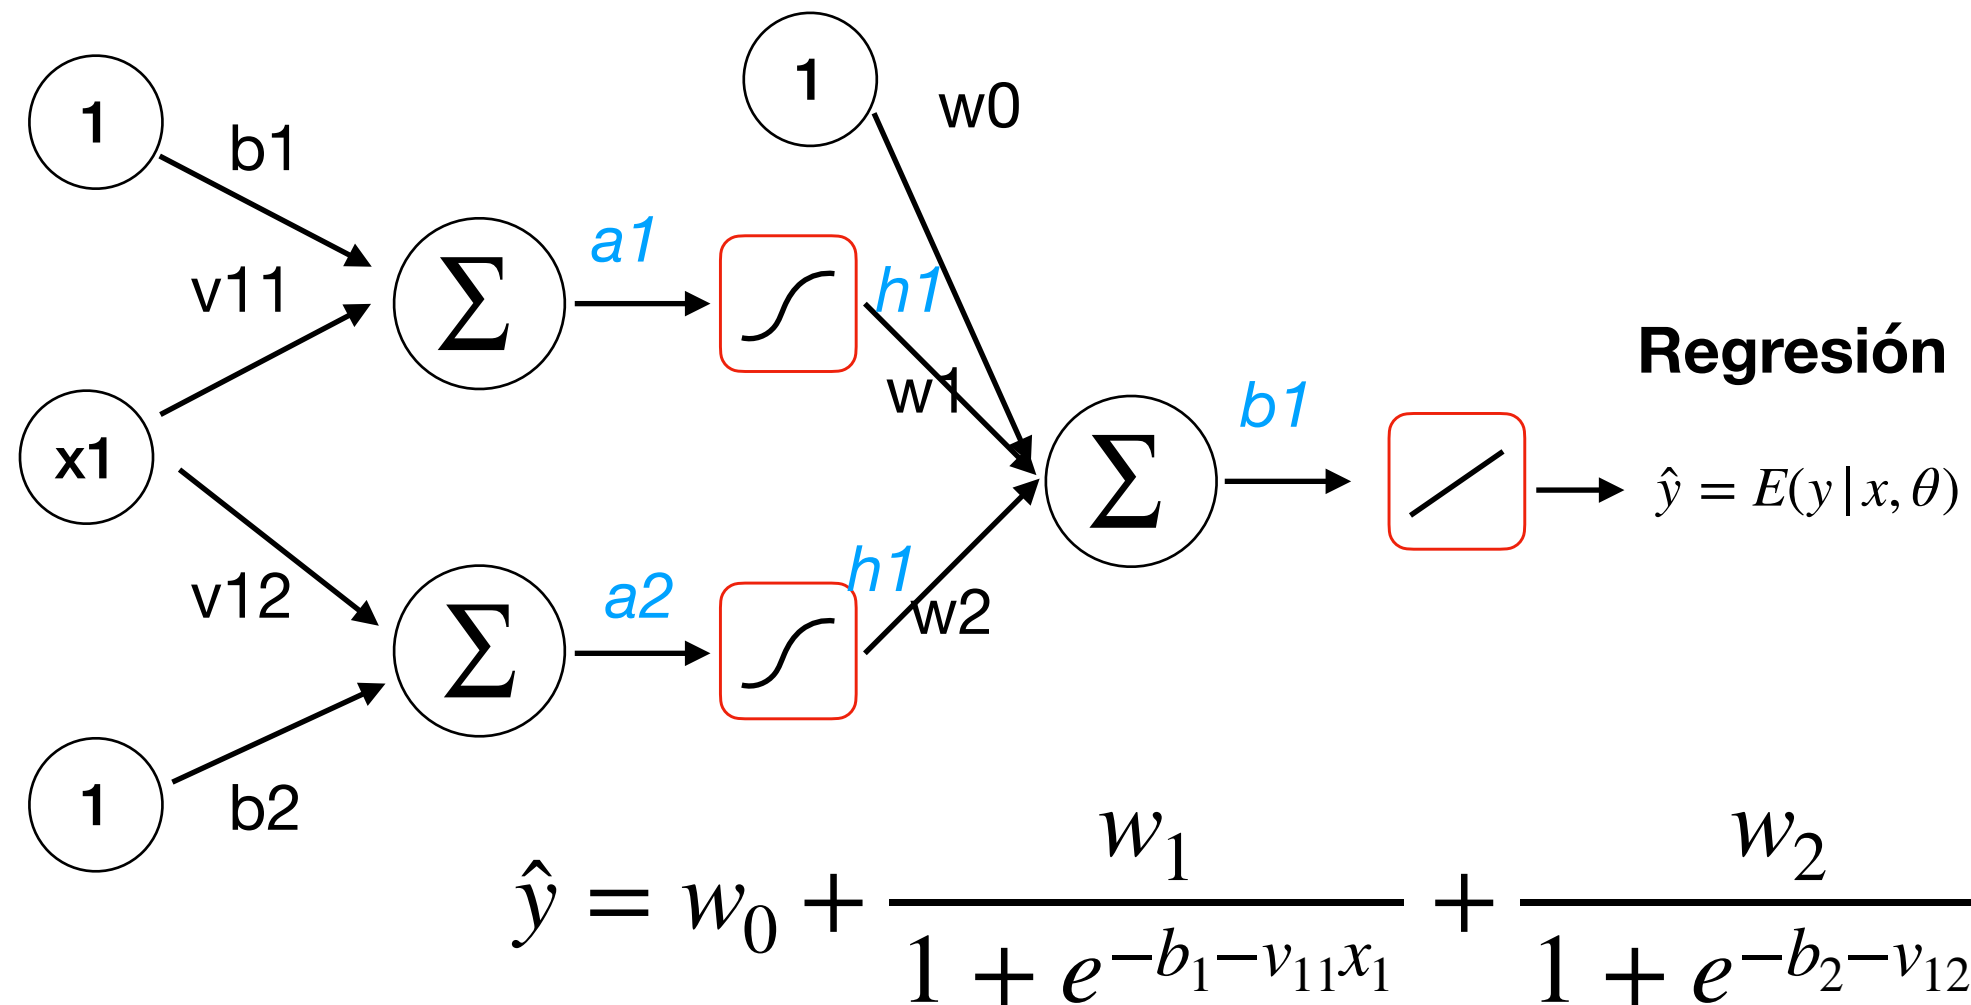 1
b1
v11
x1
v12
1
b2
Σ
a1
h1
Σ
a2
h1
1
w0
w1
w2
Σ
b1
Regresión
ŷ = E(y|x, θ)
ŷ = w₀ + w₁ / (1 + e^(−b₁−v₁₁x₁)) + w₂ / (1 + e^(−b₂−v₁₂